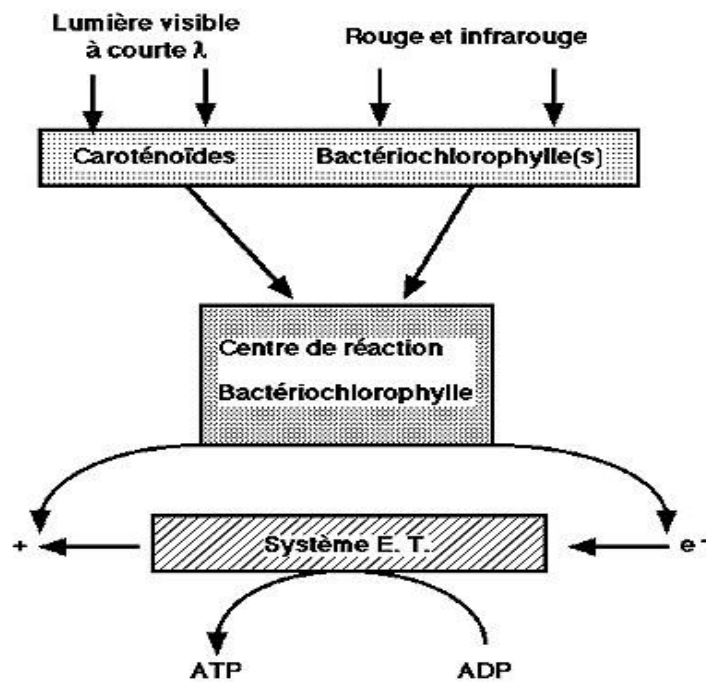 Lumière visible
à courte λ
Rouge et infrarouge
Caroténoïdes
Bactériochlorophylle(s)
Centre de réaction
Bactériochlorophylle
+
Système E. T.
e -
ATP
ADP